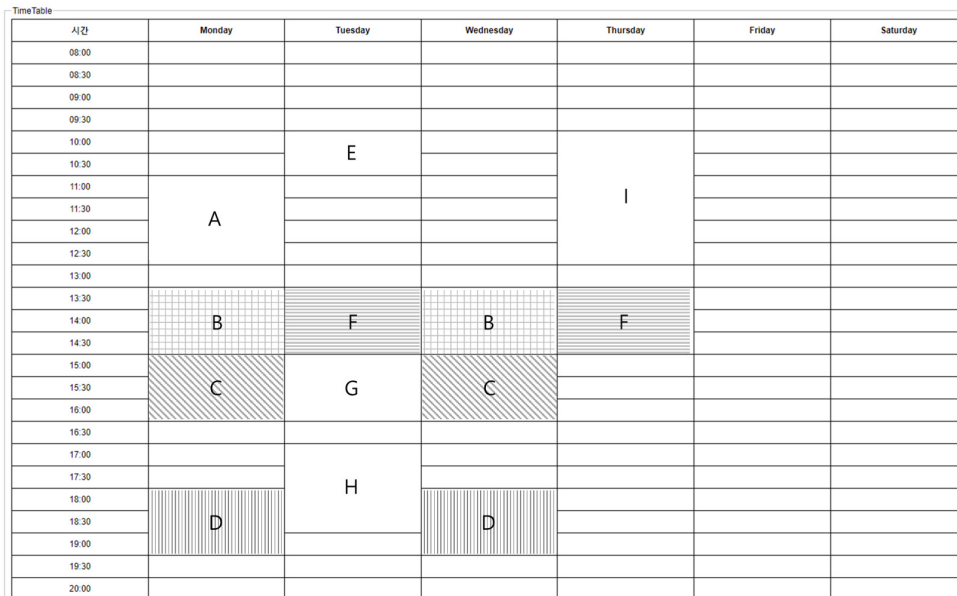 TimeTable
시간 Monday Tuesday Wednesday Thursday Friday Saturday
08:00
08:30
09:00
09:30
10:00
E
10:30
11:00
I
11:30
A
12:00
12:30
13:00
13:30
14:00 B F B F
14:30
15:00
15:30 C G C
16:00
16:30
17:00
17:30
H
18:00
18:30 D D
19:00
19:30
20:00